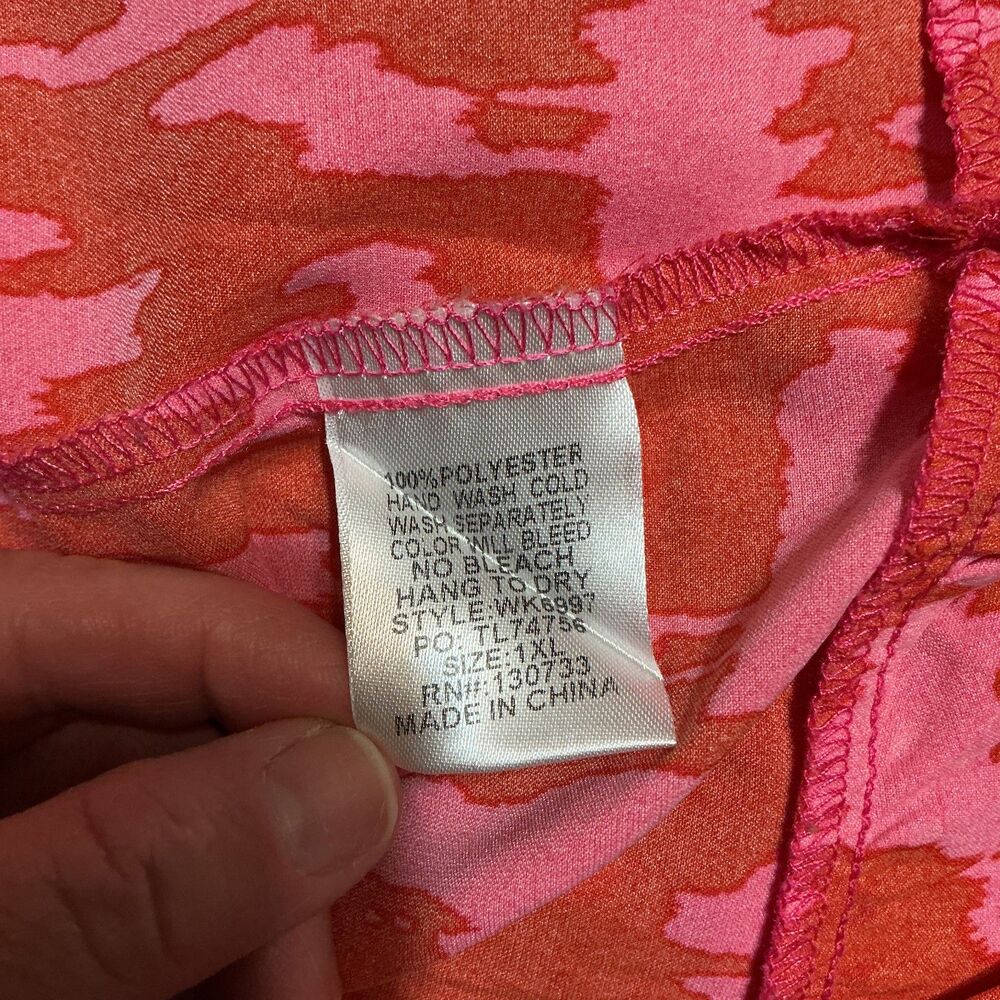 100%POLYESTER
HAND WASH COLD
WASH SEPARATELY
COLOR WILL BLEED
NO BLEACH
HANG TO DRY
STYLE:WK6997
PO: TL74756
SIZE:1XL
RN#:130733
MADE IN CHINA